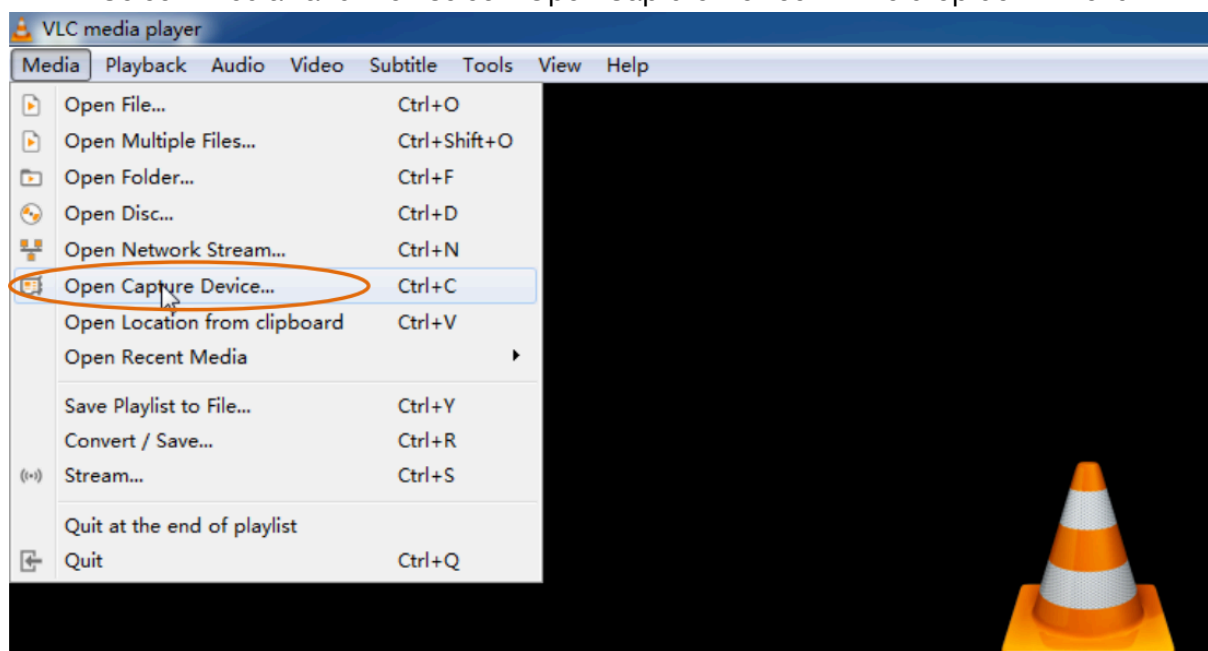 VLC media player
Media Playback Audio Video Subtitle Tools View Help
Open File... Ctrl+O
Open Multiple Files... Ctrl+Shift+O
Open Folder... Ctrl+F
Open Disc... Ctrl+D
Open Network Stream... Ctrl+N
Open Capture Device... Ctrl+C
Open Location from clipboard Ctrl+V
Open Recent Media
Save Playlist to File... Ctrl+Y
Convert / Save... Ctrl+R
Stream... Ctrl+S
Quit at the end of playlist
Quit Ctrl+Q